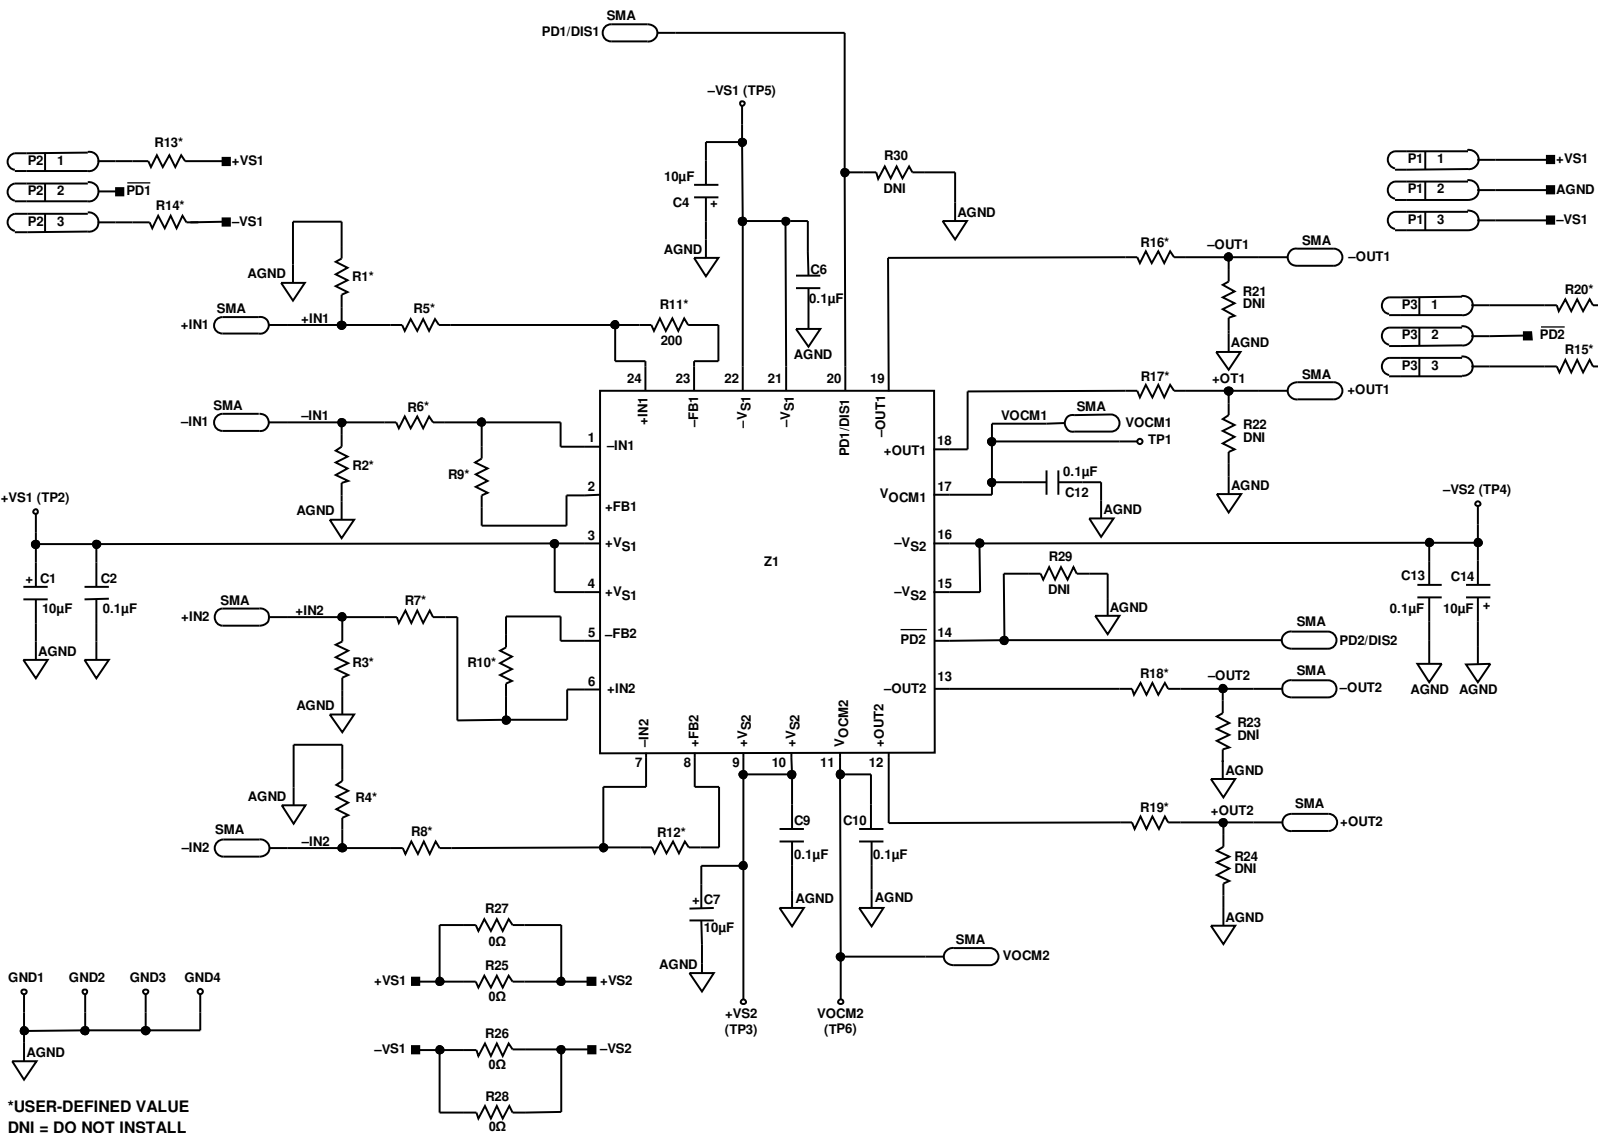 SMA
PD1/DIS1
–VS1 (TP5)
R13*
P2 1
+VS1
P2 2
PD1
R14*
P2 3
–VS1
10µF
C4
+
AGND
R30
DNI
AGND
P1 1
+VS1
P1 2
AGND
P1 3
–VS1
AGND
R1*
SMA
+IN1
+IN1
R5*
R11*
200
C6
0.1µF
AGND
R16*
–OUT1
SMA
–OUT1
R21
DNI
AGND
R20*
P3 1
P3 2
PD2
R15*
P3 3
24
23
22
21
20
19
+IN1
–FB1
–VS1
–VS1
PD1/DIS1
–OUT1
R17*
+OT1
SMA
+OUT1
R22
DNI
AGND
SMA
–IN1
–IN1
R6*
R2*
AGND
R9*
1
–IN1
2
+FB1
3
+VS1
4
+VS1
5
–FB2
6
+IN2
Z1
18
+OUT1
17
VOCM1
16
–VS2
15
–VS2
14
PD2
13
–OUT2
VOCM1
SMA
VOCM1
TP1
0.1µF
C12
AGND
+VS1 (TP2)
+ C1
10µF
C2
0.1µF
AGND
–VS2 (TP4)
C13
0.1µF
C14
10µF
+
AGND
AGND
R29
DNI
AGND
SMA
PD2/DIS2
SMA
+IN2
+IN2
R7*
R3*
AGND
R10*
R18*
–OUT2
SMA
–OUT2
R23
DNI
AGND
–IN2
+FB2
+VS2
+VS2
VOCM2
+OUT2
7
8
9
10
11
12
AGND
R4*
SMA
–IN2
–IN2
R8*
R12*
C9
0.1µF
AGND
C10
0.1µF
AGND
R19*
+OUT2
SMA
+OUT2
R24
DNI
AGND
+ C7
10µF
AGND
+VS2
(TP3)
VOCM2
(TP6)
SMA
VOCM2
R27
0Ω
+VS1
R25
0Ω
+VS2
R26
–VS1
0Ω
–VS2
R28
0Ω
GND1
GND2
GND3
GND4
AGND
*USER-DEFINED VALUE
DNI = DO NOT INSTALL